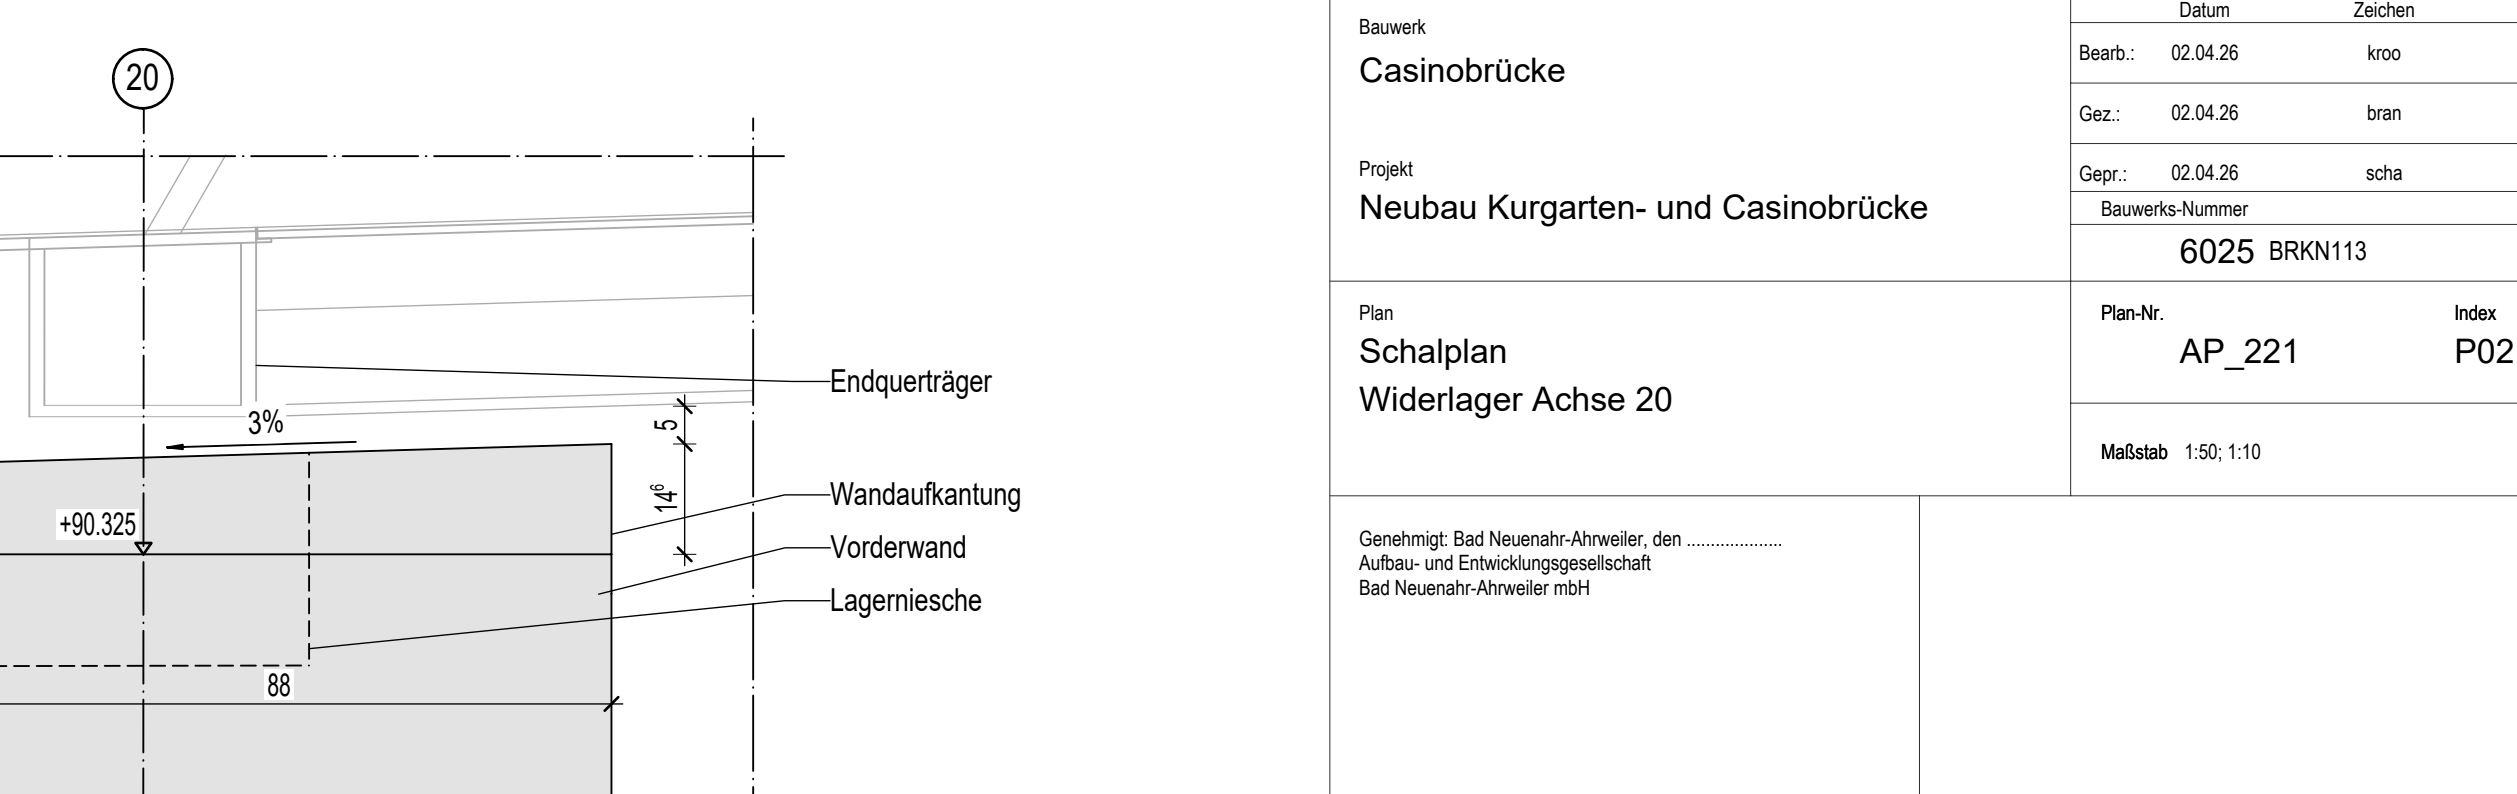 20
3%
5
14⁶
+90.325
88
Endquerträger
Wandaufkantung
Vorderwand
Lagerniesche
Bauwerk
Casinobrücke
Projekt
Neubau Kurgarten- und Casinobrücke
Datum Zeichen
Bearb.: 02.04.26 kroo
Gez.: 02.04.26 bran
Gepr.: 02.04.26 scha
Bauwerks-Nummer
6025 BRKN113
Plan
Schalplan
Widerlager Achse 20
Plan-Nr. Index
AP_221 P02
Maßstab 1:50; 1:10
Genehmigt: Bad Neuenahr-Ahrweiler, den ....................
Aufbau- und Entwicklungsgesellschaft
Bad Neuenahr-Ahrweiler mbH